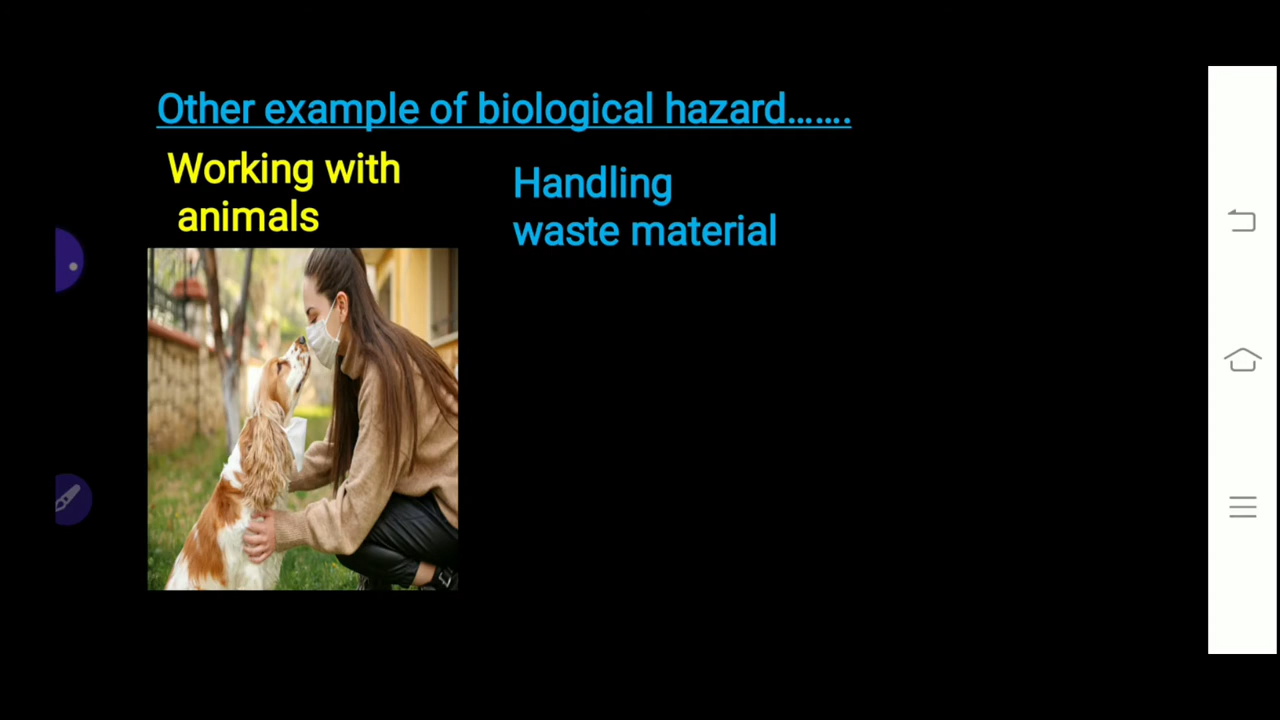 Other example of biological hazard.......
Working with
animals
Handling
waste material